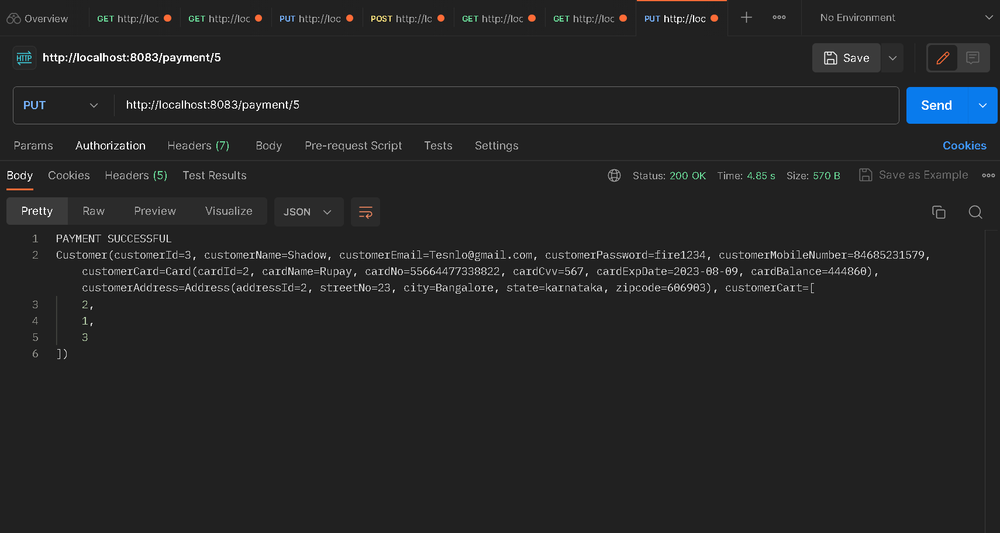 Overview GET http://loc GET http://loc PUT http://loc POST http://lc GET http://loc GET http://loc PUT http://loc No Environment
HTTP http://localhost:8083/payment/5 Save
PUT http://localhost:8083/payment/5 Send
Params Authorization Headers (7) Body Pre-request Script Tests Settings Cookies
Body Cookies Headers (5) Test Results Status: 200 OK Time: 4.85 s Size: 570 B Save as Example
Pretty Raw Preview Visualize JSON
1 PAYMENT SUCCESSFUL
2 Customer(customerId=3, customerName=Shadow, customerEmail=Tesnlo@gmail.com, customerPassword=fire1234, customerMobileNumber=84685231579,
customerCard=Card(cardId=2, cardName=Rupay, cardNo=55664477338822, cardCvv=567, cardExpDate=2023-08-09, cardBalance=444860),
customerAddress=Address(addressId=2, streetNo=23, city=Bangalore, state=karnataka, zipcode=606903), customerCart=[
3 2,
4 1,
5 3
6 ])